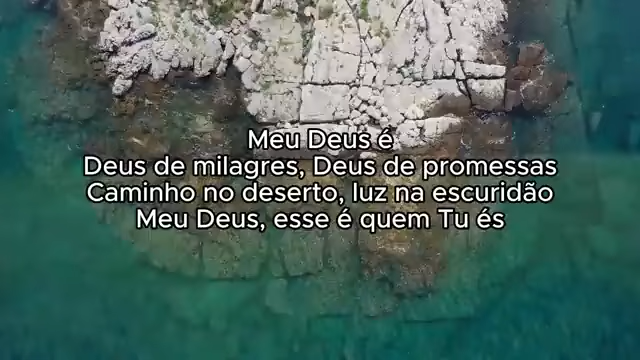 Meu Deus é
Deus de milagres, Deus de promessas
Caminho no deserto, luz na escuridão
Meu Deus, esse é quem Tu és